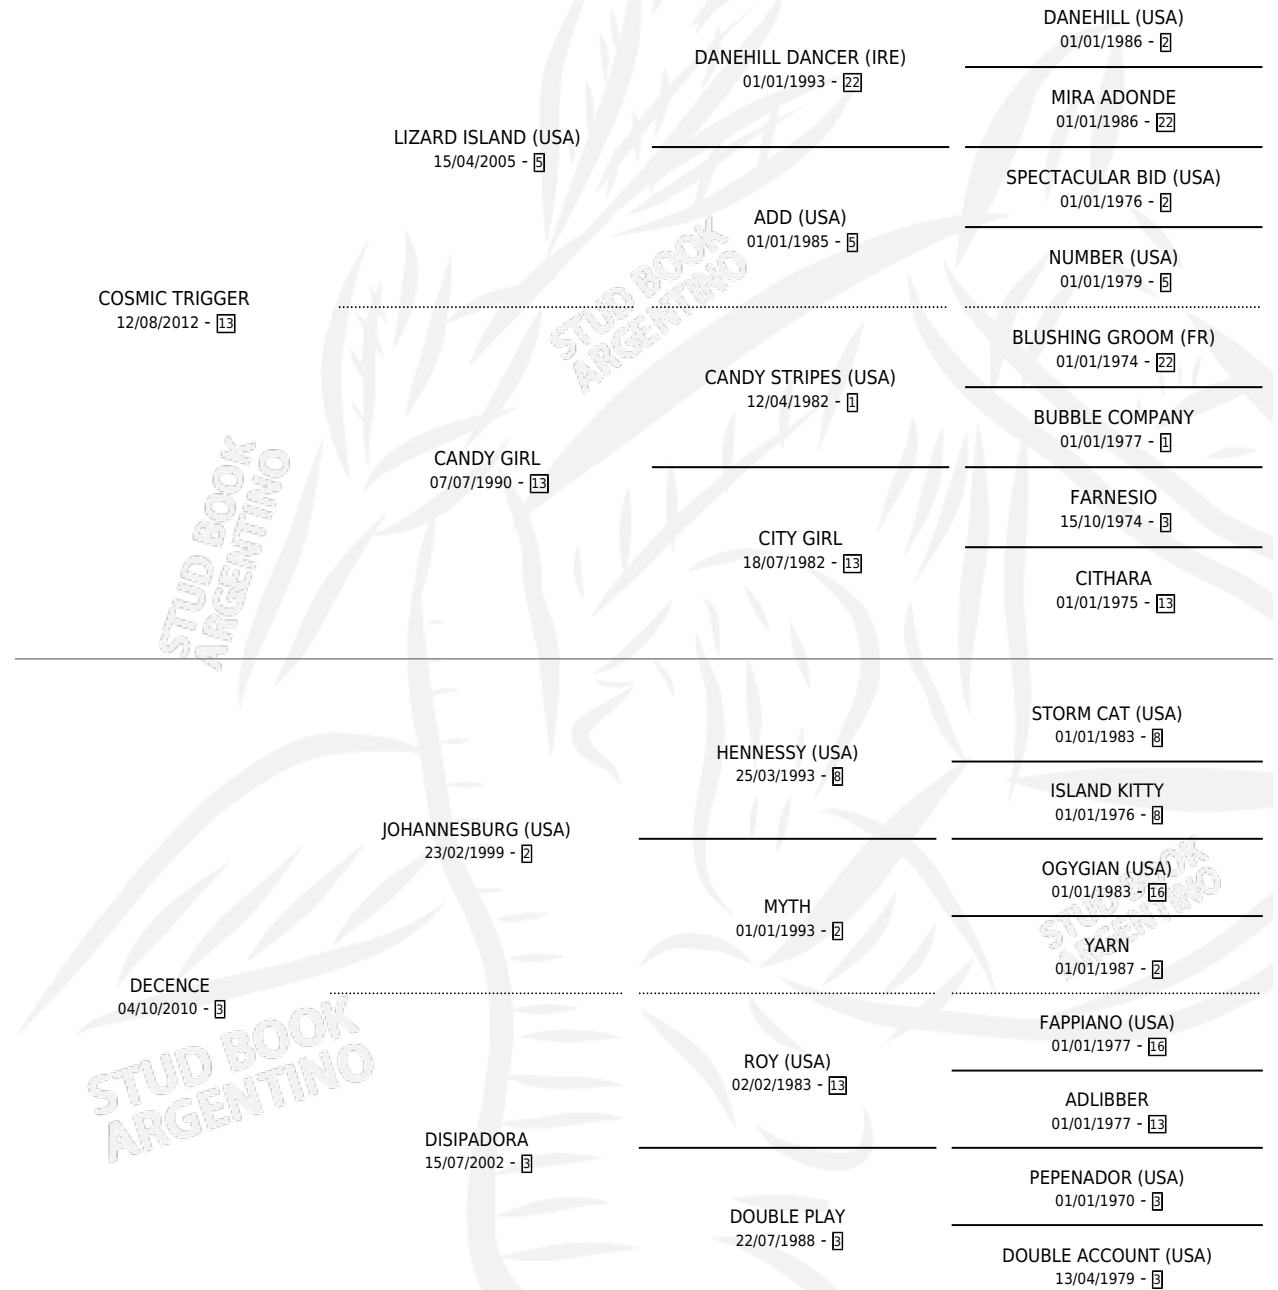 DANEHILL (USA)
01/01/1986 - 2
DANEHILL DANCER (IRE)
01/01/1993 - 22
MIRA ADONDE
01/01/1986 - 22
LIZARD ISLAND (USA)
15/04/2005 - 5
SPECTACULAR BID (USA)
01/01/1976 - 2
ADD (USA)
01/01/1985 - 5
NUMBER (USA)
01/01/1979 - 5
COSMIC TRIGGER
12/08/2012 - 13
STUD BOOK
ARGENTINO
BLUSHING GROOM (FR)
01/01/1974 - 22
CANDY STRIPES (USA)
12/04/1982 - 1
BUBBLE COMPANY
01/01/1977 - 1
CANDY GIRL
07/07/1990 - 13
FARNESIO
15/10/1974 - 3
CITY GIRL
18/07/1982 - 13
CITHARA
01/01/1975 - 13
STUD BOOK
ARGENTINO
STORM CAT (USA)
01/01/1983 - 8
HENNESSY (USA)
25/03/1993 - 8
ISLAND KITTY
01/01/1976 - 8
JOHANNESBURG (USA)
23/02/1999 - 2
OGYGIAN (USA)
01/01/1983 - 16
MYTH
01/01/1993 - 2
YARN
01/01/1987 - 2
STUD BOOK
ARGENTINO
DECENCE
04/10/2010 - 3
STUD BOOK
ARGENTINO
FAPPIANO (USA)
01/01/1977 - 16
ROY (USA)
02/02/1983 - 13
ADLIBBER
01/01/1977 - 13
DISIPADORA
15/07/2002 - 3
PEPENADOR (USA)
01/01/1970 - 3
DOUBLE PLAY
22/07/1988 - 3
DOUBLE ACCOUNT (USA)
13/04/1979 - 3